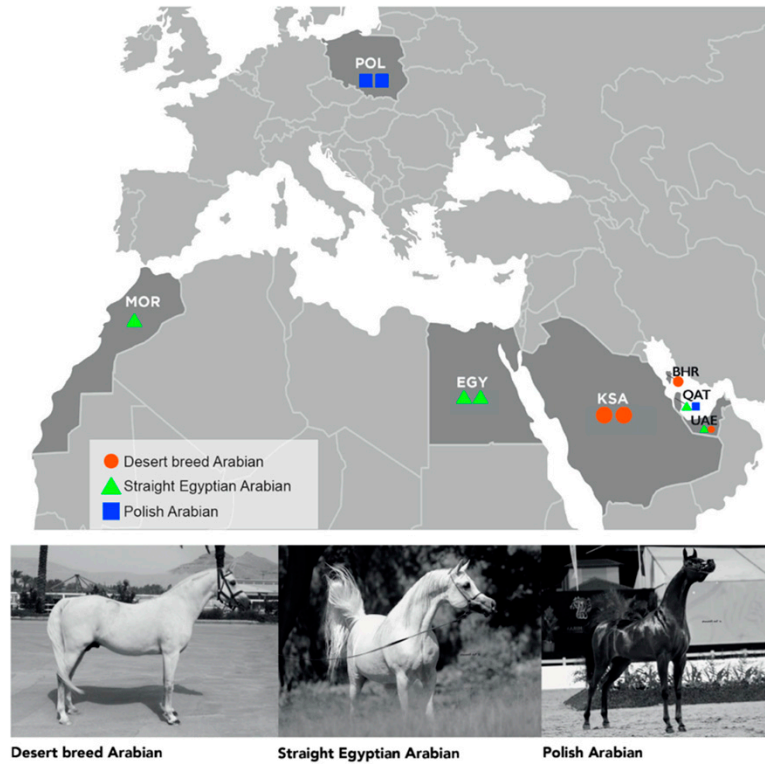 POL
MOR
EGY
KSA
BHR
QAT
UAE
Desert breed Arabian
Straight Egyptian Arabian
Polish Arabian
Desert breed Arabian
Straight Egyptian Arabian
Polish Arabian